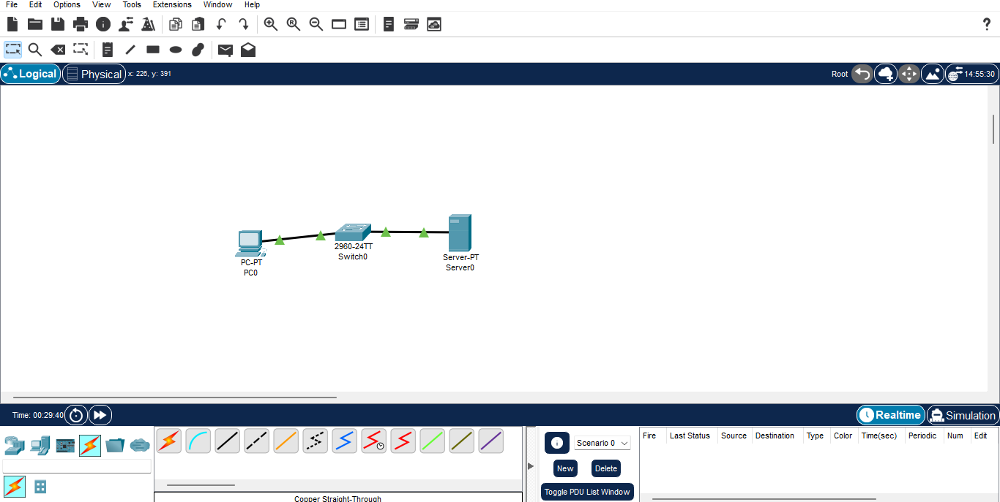 File Edit Options View Tools Extensions Window Help
?
Logical Physical x: 226, y: 391 Root 14:55:30
2960-24TT
Switch0
PC-PT
PC0
Server-PT
Server0
Time: 00:29:40 Realtime Simulation
Scenario 0
New Delete
Toggle PDU List Window
Fire Last Status Source Destination Type Color Time(sec) Periodic Num Edit
Copper Straight-Through